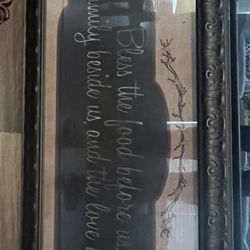 Bless the food before us
family beside us, and the love